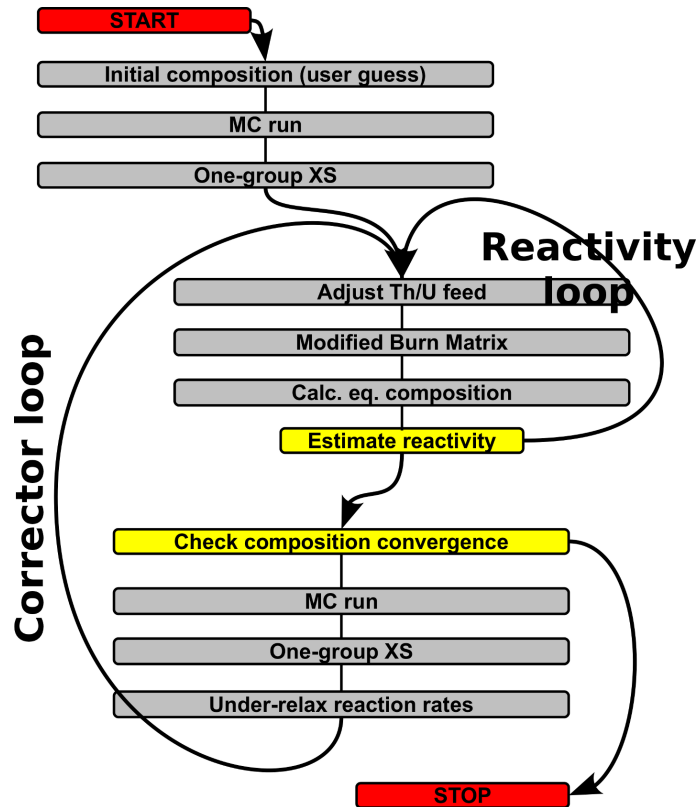 START
Initial composition (user guess)
MC run
One-group XS
Reactivity
loop
Adjust Th/U feed
Modified Burn Matrix
Calc. eq. composition
Estimate reactivity
Corrector loop
Check composition convergence
MC run
One-group XS
Under-relax reaction rates
STOP